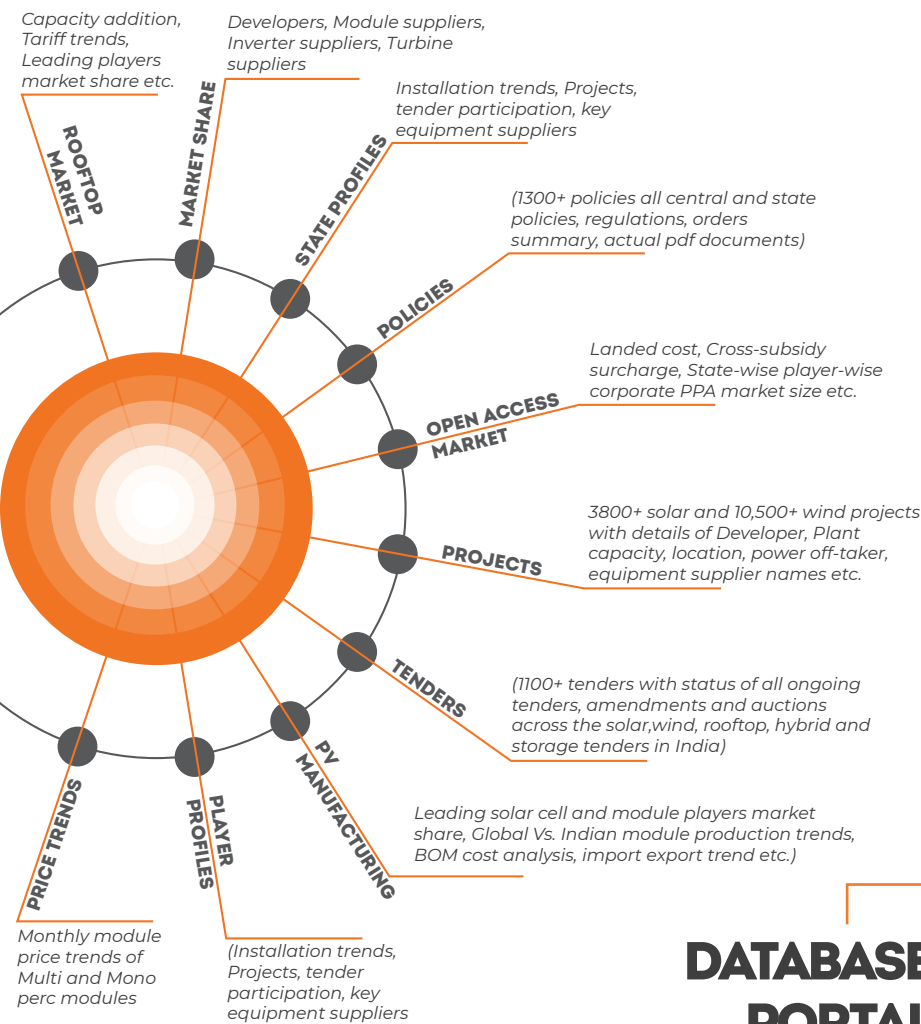 Capacity addition,
Tariff trends,
Leading players
market share etc.
ROOFTOP
MARKET
Developers, Module suppliers,
Inverter suppliers, Turbine
suppliers
MARKET SHARE
Installation trends, Projects,
tender participation, key
equipment suppliers
STATE PROFILES
(1300+ policies all central and state
policies, regulations, orders
summary, actual pdf documents)
POLICIES
Landed cost, Cross-subsidy
surcharge, State-wise player-wise
corporate PPA market size etc.
OPEN ACCESS
MARKET
3800+ solar and 10,500+ wind projects
with details of Developer, Plant
capacity, location, power off-taker,
equipment supplier names etc.
PROJECTS
TENDERS
(1100+ tenders with status of all ongoing
tenders, amendments and auctions
across the solar,wind, rooftop, hybrid and
storage tenders in India)
PV
MANUFACTURING
Leading solar cell and module players market
share, Global Vs. Indian module production trends,
BOM cost analysis, import export trend etc.)
PLAYER
PROFILES
(Installation trends,
Projects, tender
participation, key
equipment suppliers
PRICE TRENDS
Monthly module
price trends of
Multi and Mono
perc modules
DATABASE
PORTAL